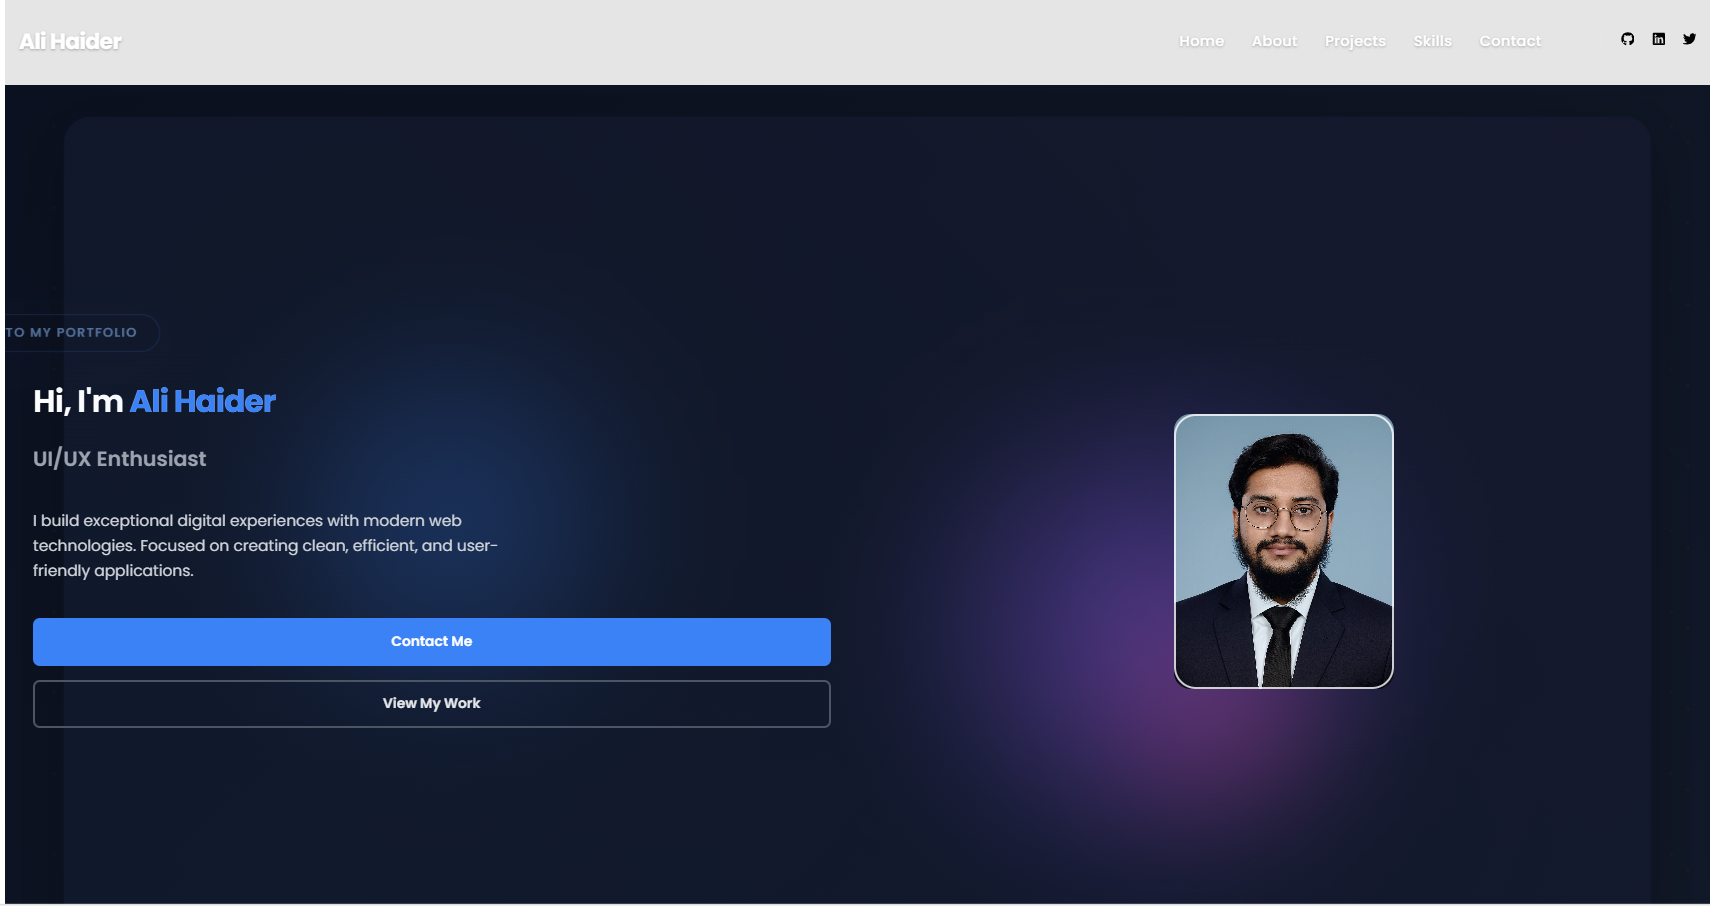 Ali Haider
Home About Projects Skills Contact
TO MY PORTFOLIO
Hi, I'm Ali Haider
UI/UX Enthusiast
I build exceptional digital experiences with modern web
technologies. Focused on creating clean, efficient, and user-
friendly applications.
Contact Me
View My Work